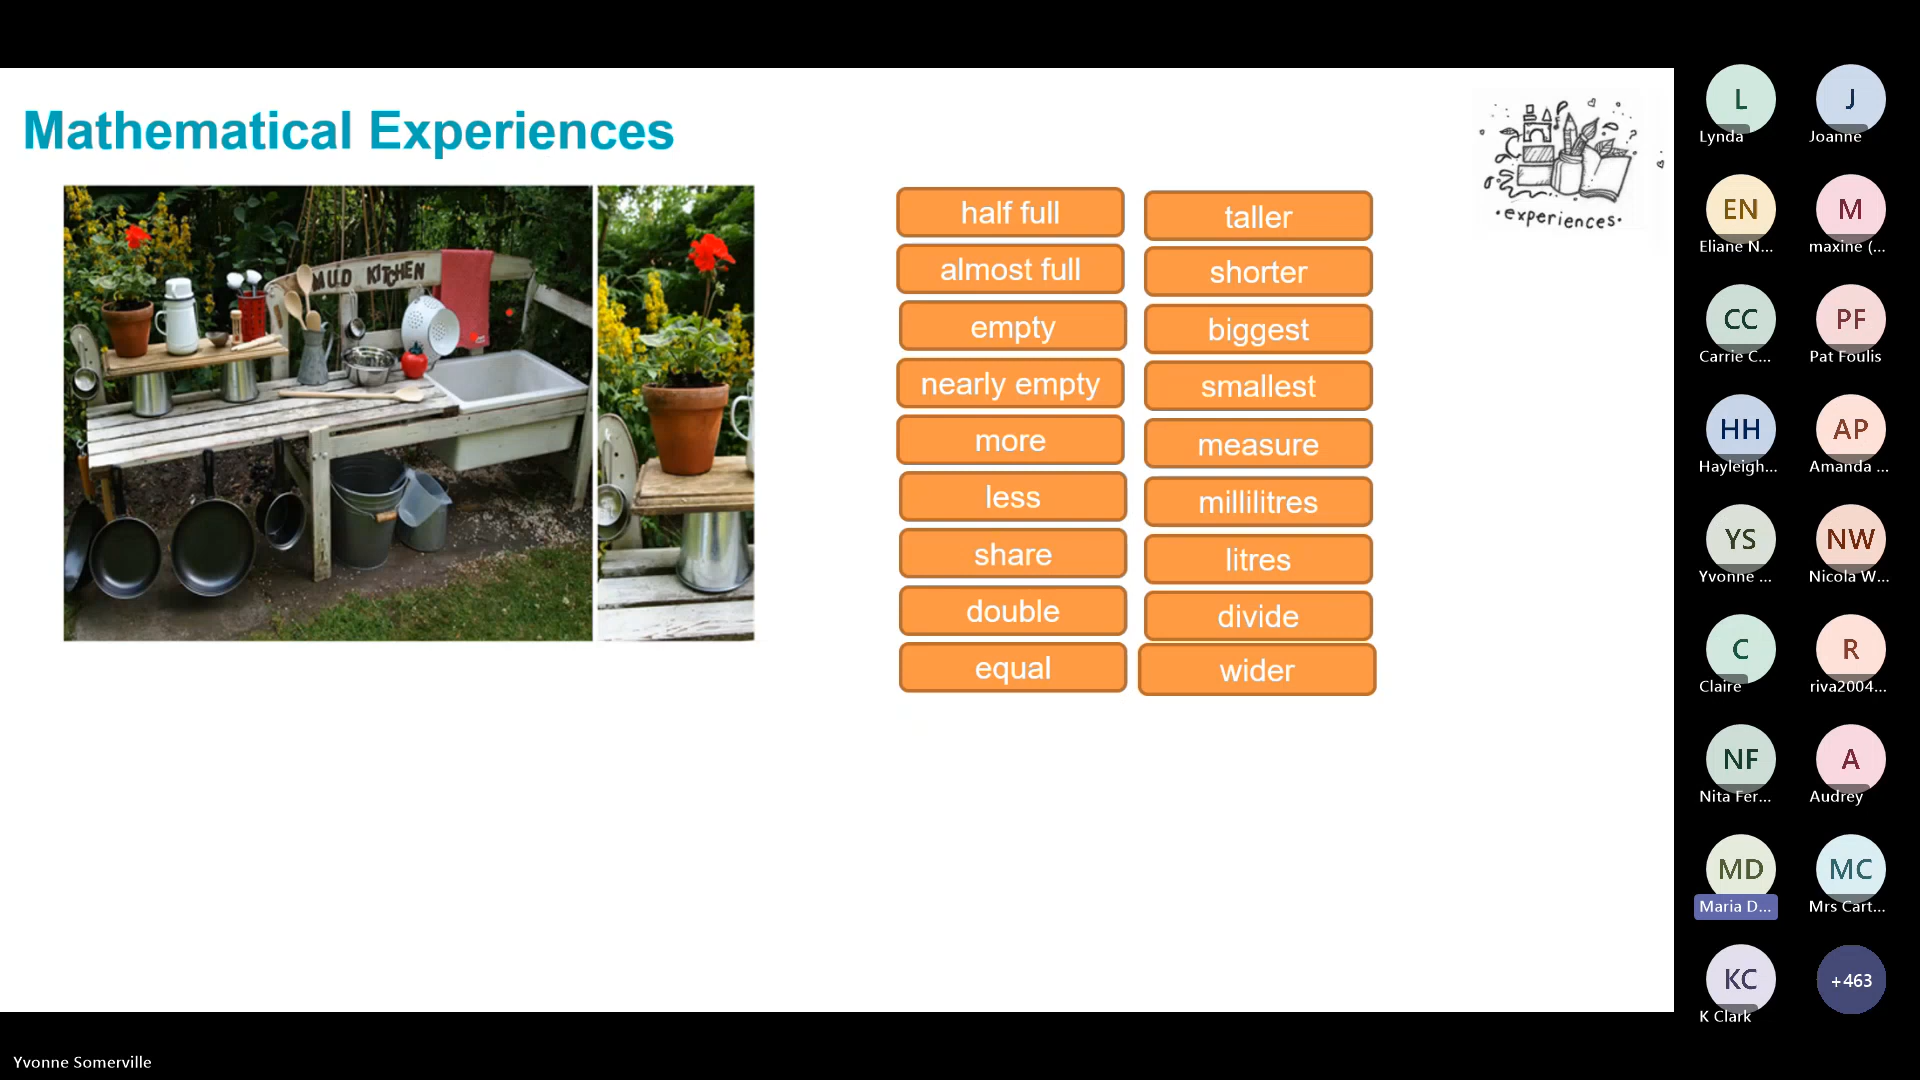 Mathematical Experiences
MUD KITCHEN
half full
almost full
empty
nearly empty
more
less
share
double
equal
taller
shorter
biggest
smallest
measure
millilitres
litres
divide
wider
•experiences•
L
Lynda
J
Joanne
EN
Eliane N...
M
maxine (...
CC
Carrie C...
PF
Pat Foulis
HH
Hayleigh...
AP
Amanda ...
YS
Yvonne ...
NW
Nicola W...
C
Claire
R
riva2004...
NF
Nita Fer...
A
Audrey
MD
Maria D...
MC
Mrs Cart...
KC
K Clark
+463
Yvonne Somerville